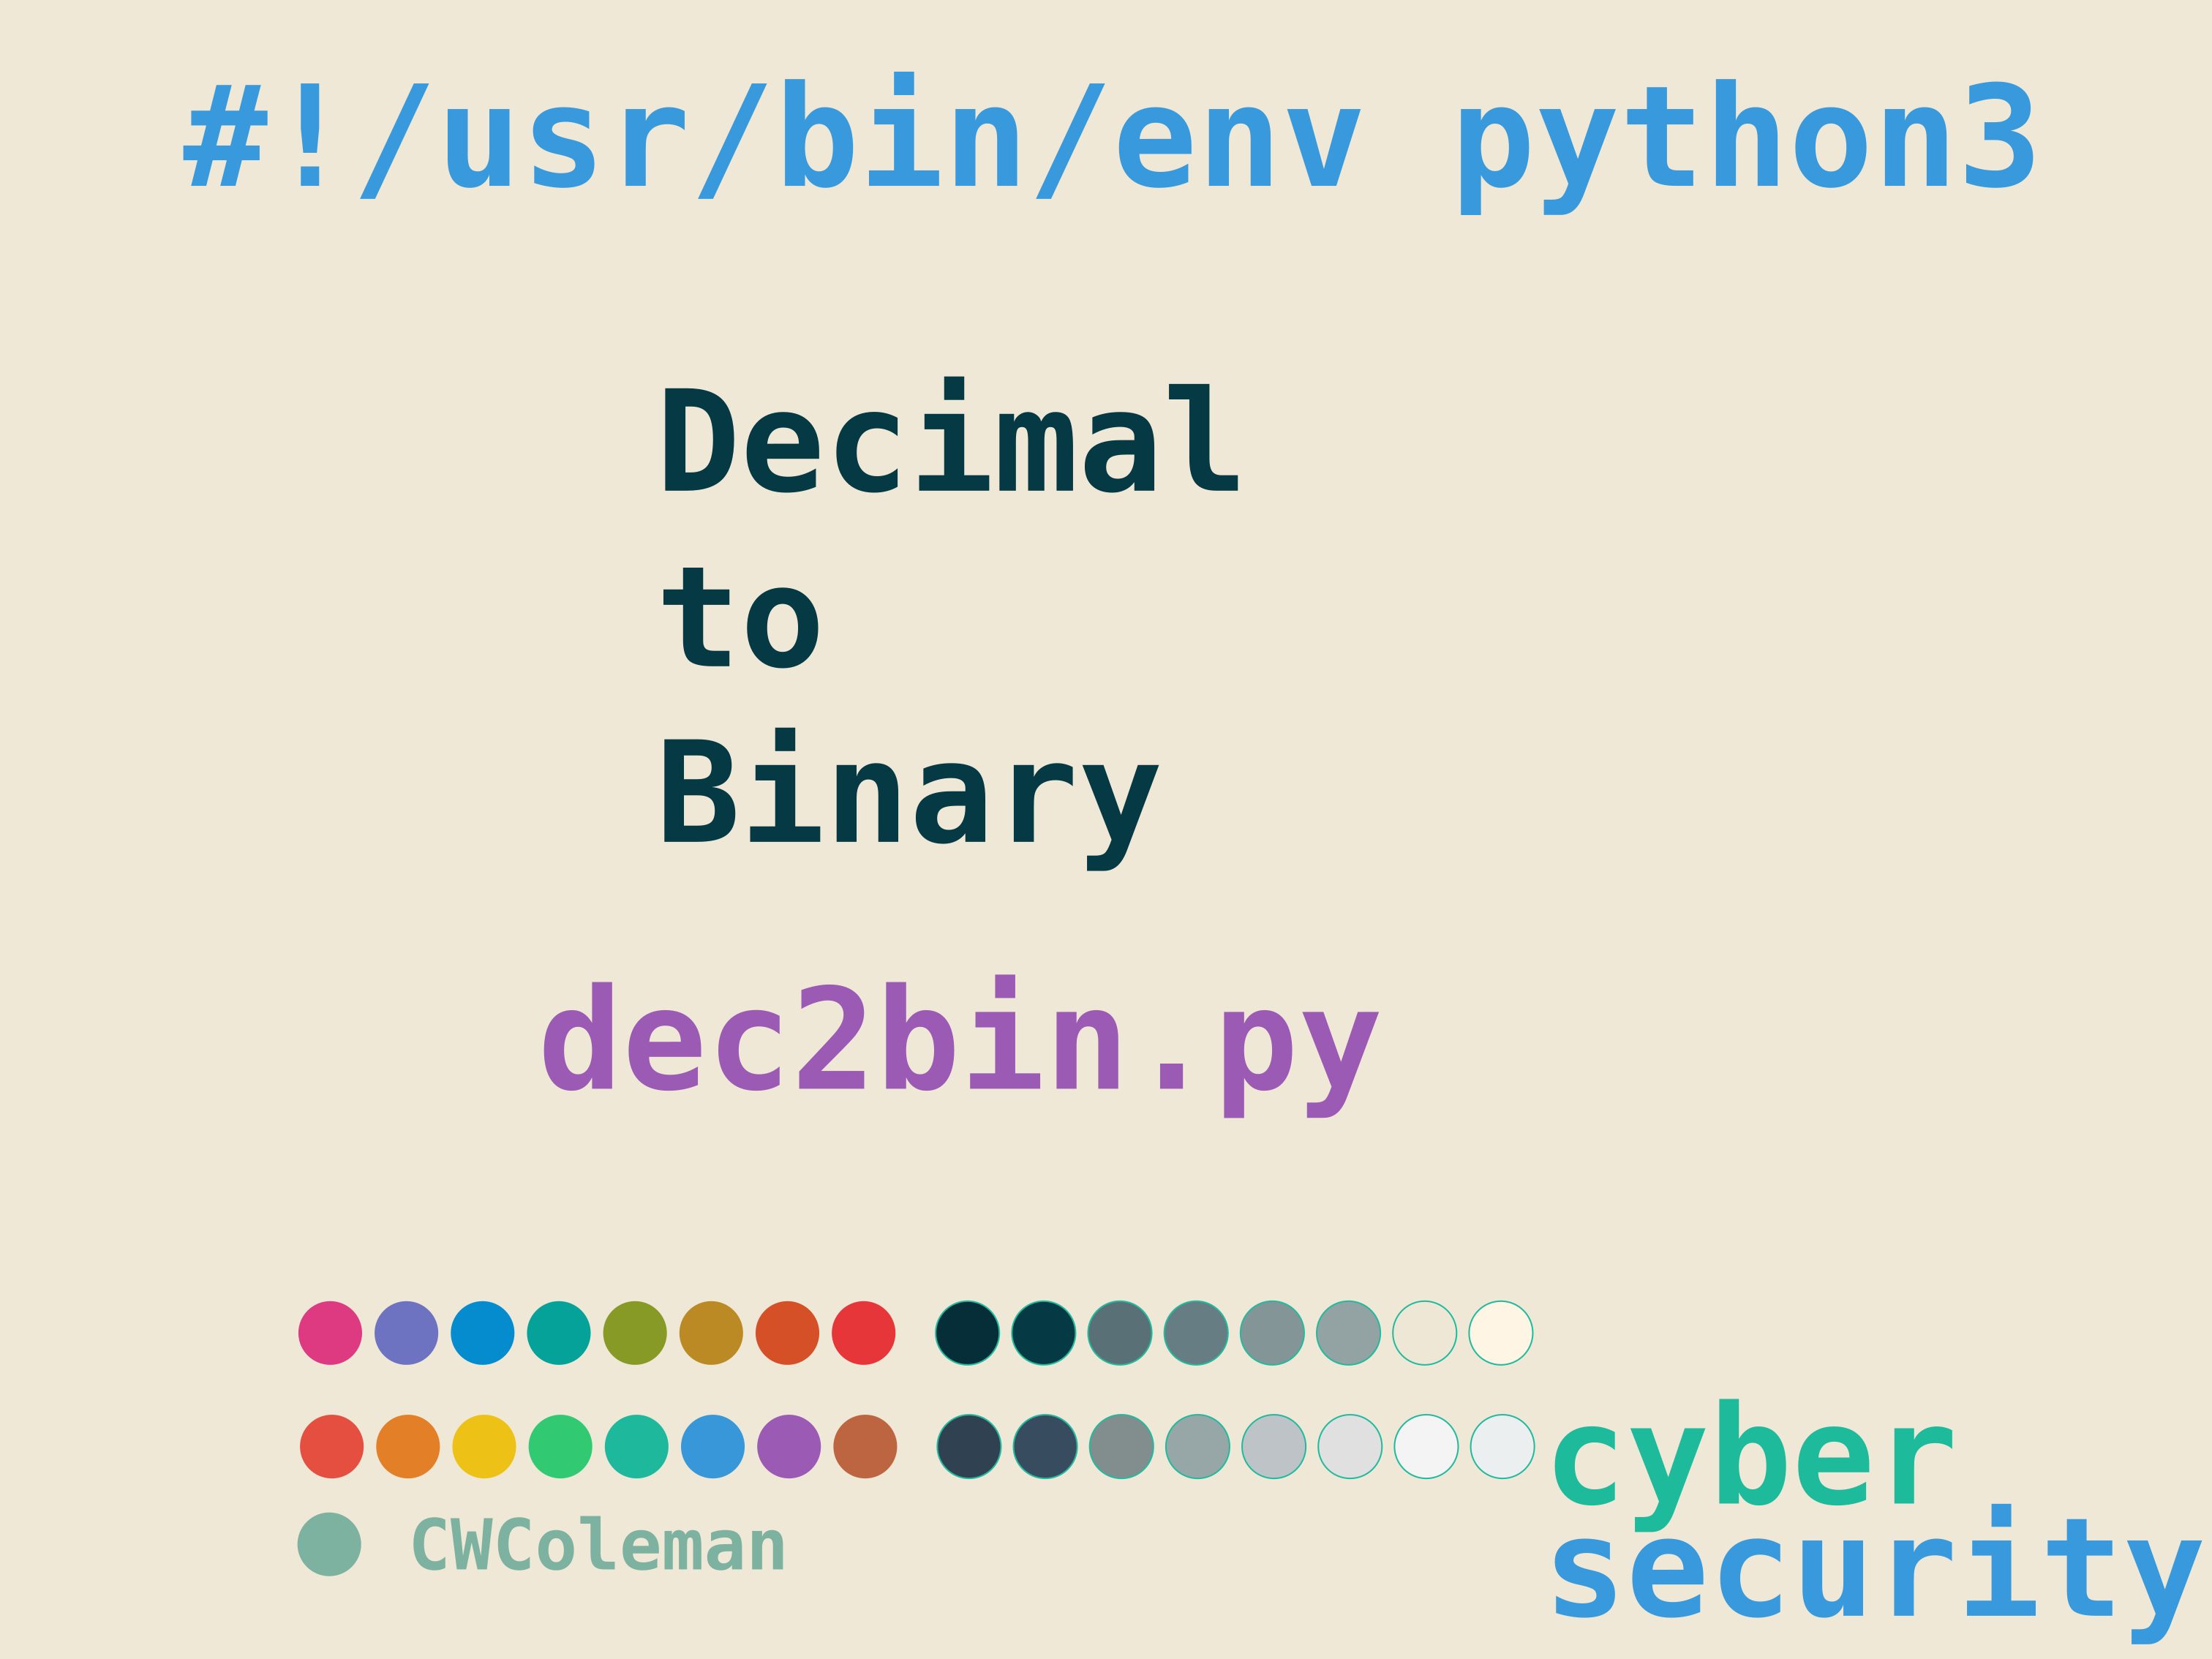 #!/usr/bin/env python3
Decimal
to
Binary
dec2bin.py
cyber
security
CWColeman